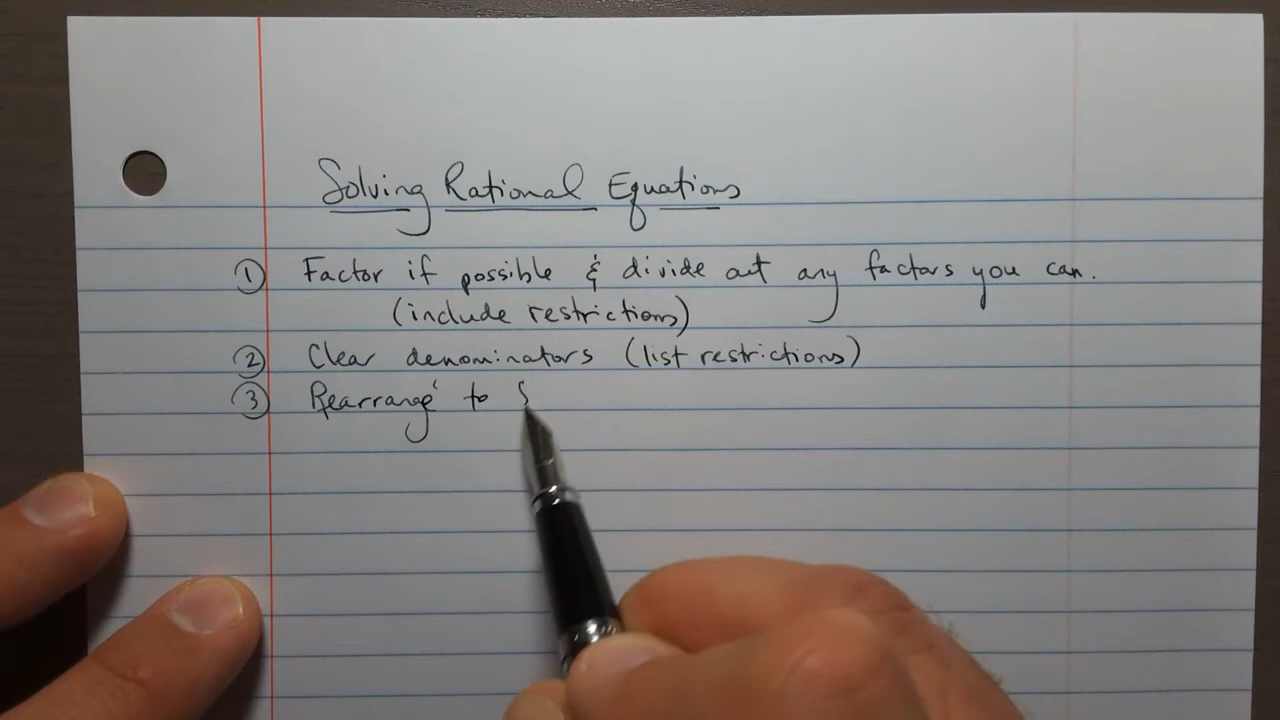 Solving Rational Equations
① Factor if possible & divide out any factors you can.
(include restrictions)
② Clear denominators (list restrictions)
③ Rearrange to